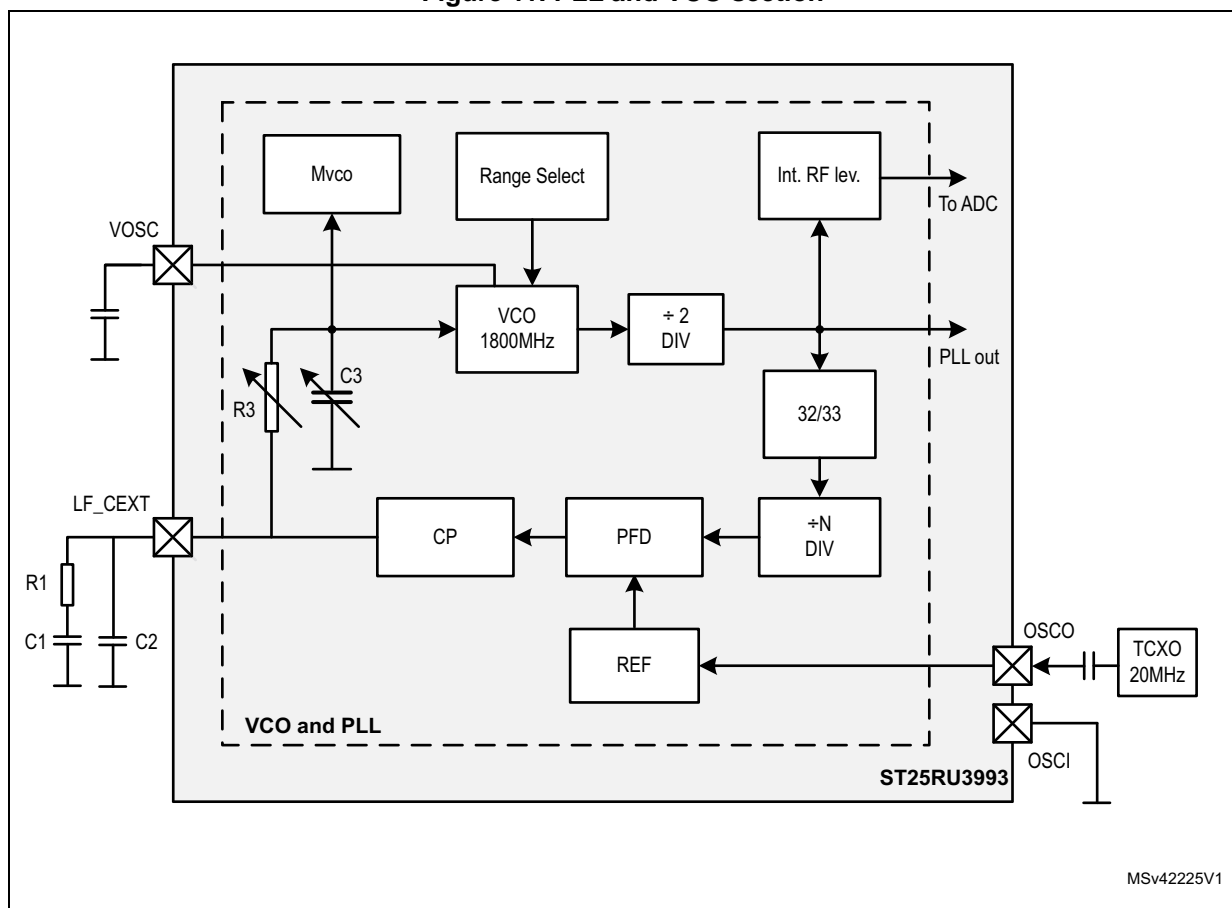 Figure PLL and VCO section
Mvco
Range Select
Int. RF lev.
To ADC
VOSC
VCO
1800MHz
÷ 2
DIV
PLL out
C3
R3
32/33
LF_CEXT
CP
PFD
÷N
DIV
R1
C1
C2
REF
OSCO
TCXO
20MHz
VCO and PLL
OSCI
ST25RU3993
MSv42225V1